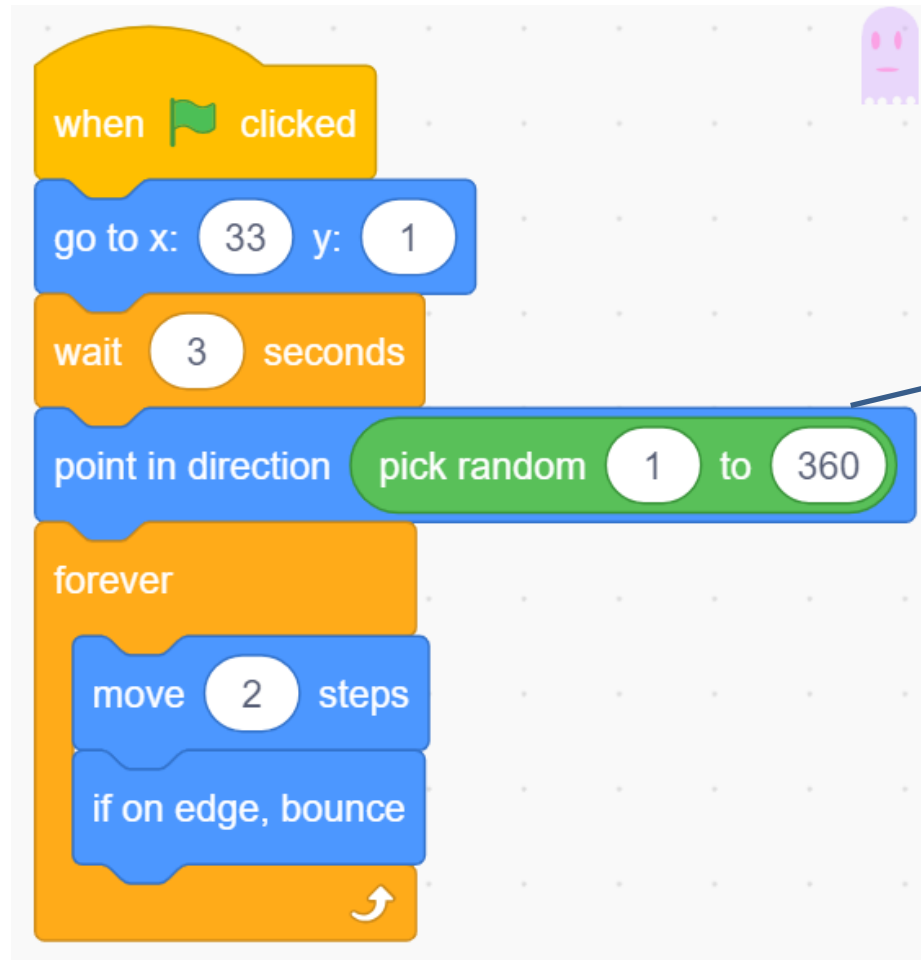 when clicked
go to x: 33 y: 1
wait 3 seconds
point in direction pick random 1 to 360
forever
move 2 steps
if on edge, bounce